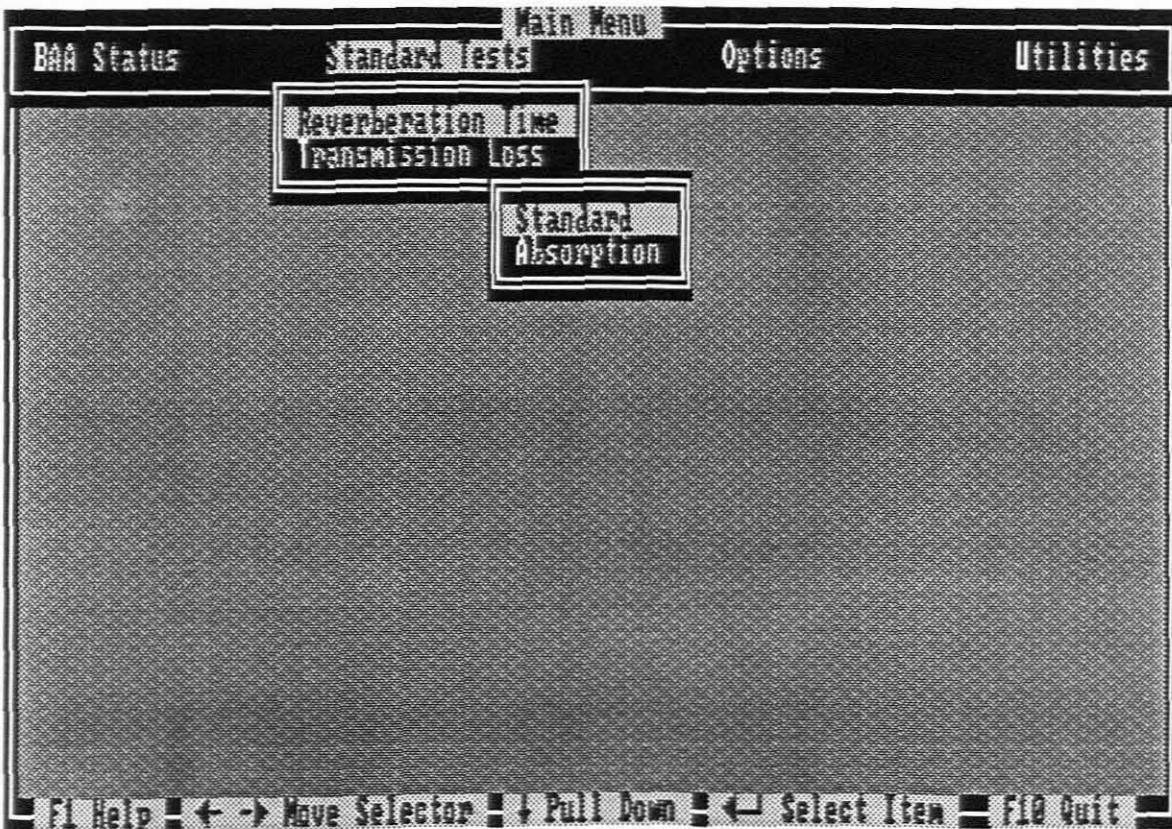 Main Menu
BAA Status Standard Tests Options Utilities
Reverberation Time
Transmission Loss
Standard
Absorption
F1 Help ← → Move Selector ↓ Pull Down ↵ Select Item F10 Quit